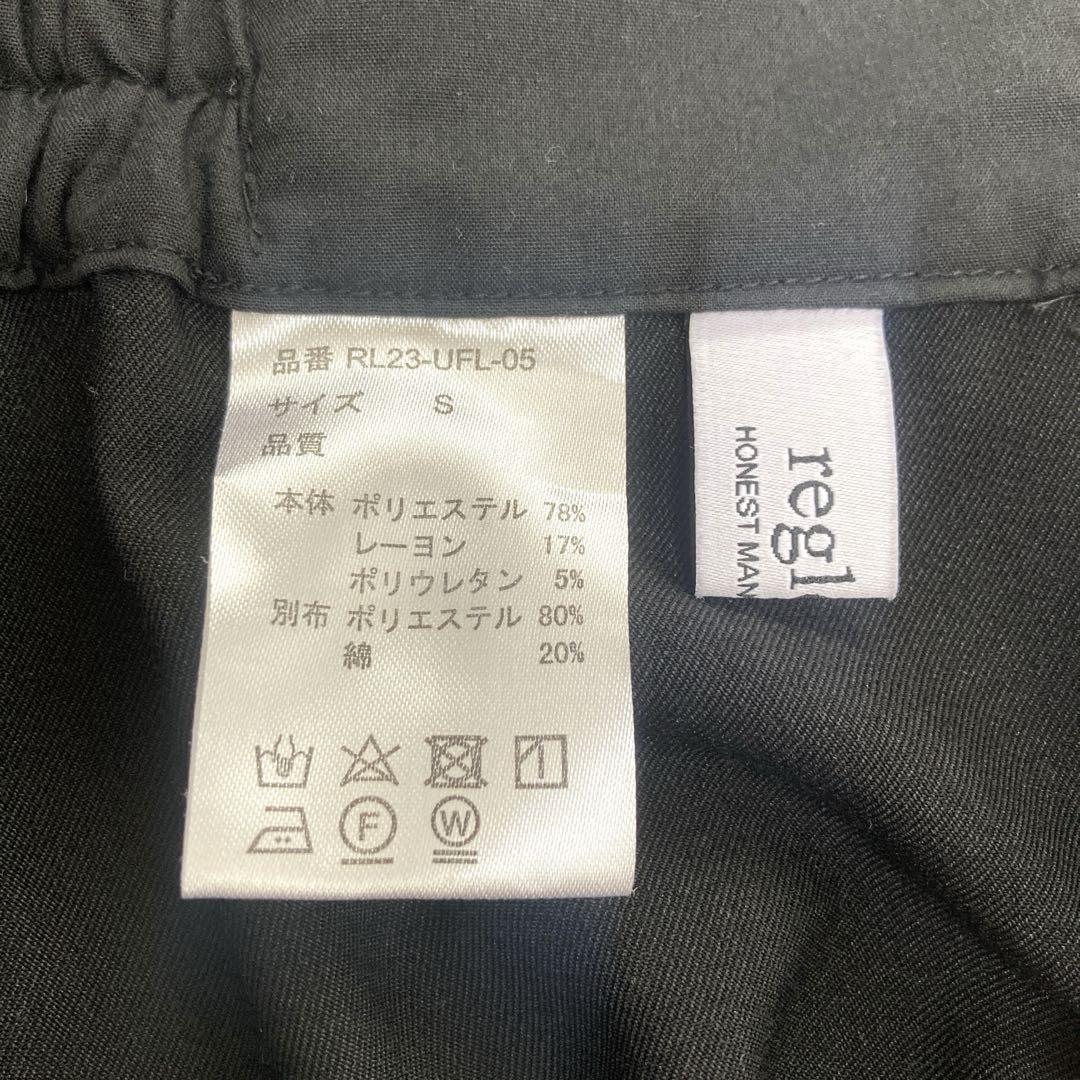 品番 RL23-UFL-05
サイズ S
品質
本体 ポリエステル 78%
レーヨン 17%
ポリウレタン 5%
別布 ポリエステル 80%
綿 20%
F
W
regl
HONEST MAN